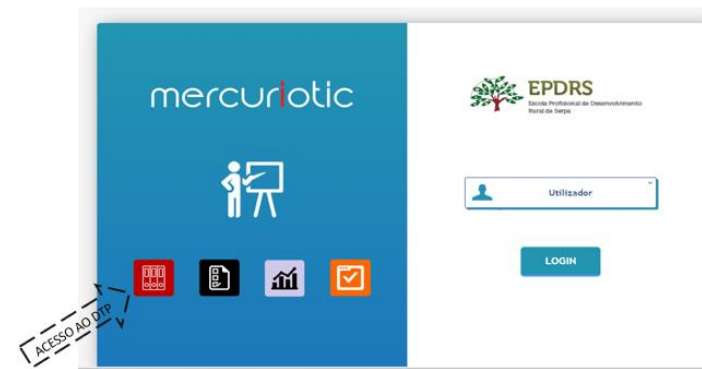 mercuriotic
EPDRS
Escola Profissional de Desenvolvimento
Rural de Serpa
Utilizador
LOGIN
ACESSO AO DTP